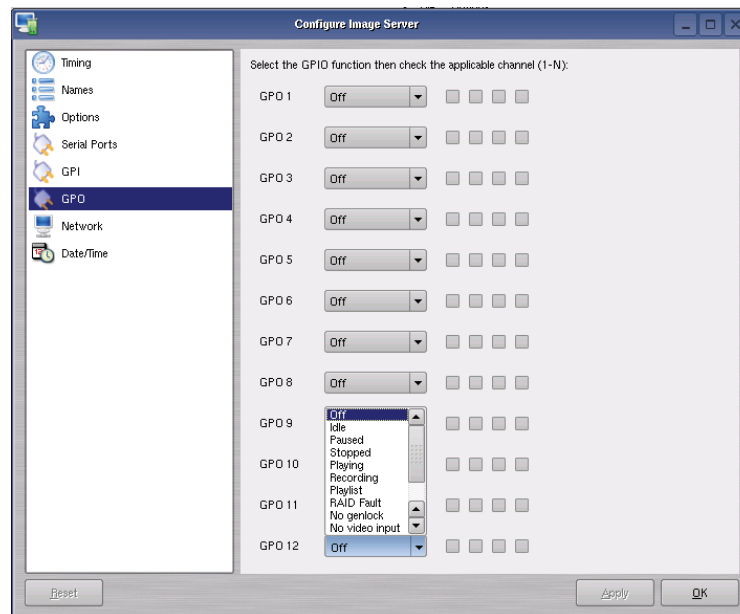 Configure Image Server
Timing
Names
Options
Serial Ports
GPI
GPO
Network
Date/Time
Select the GPIO function then check the applicable channel (1-N):
GPO 1 Off
GPO 2 Off
GPO 3 Off
GPO 4 Off
GPO 5 Off
GPO 6 Off
GPO 7 Off
GPO 8 Off
GPO 9
Off
Idle
Paused
Stopped
GPO 10
Playing
Recording
Playlist
GPO 11
RAID Fault
No genlock
No video input
GPO 12 Off
Reset
Apply
OK